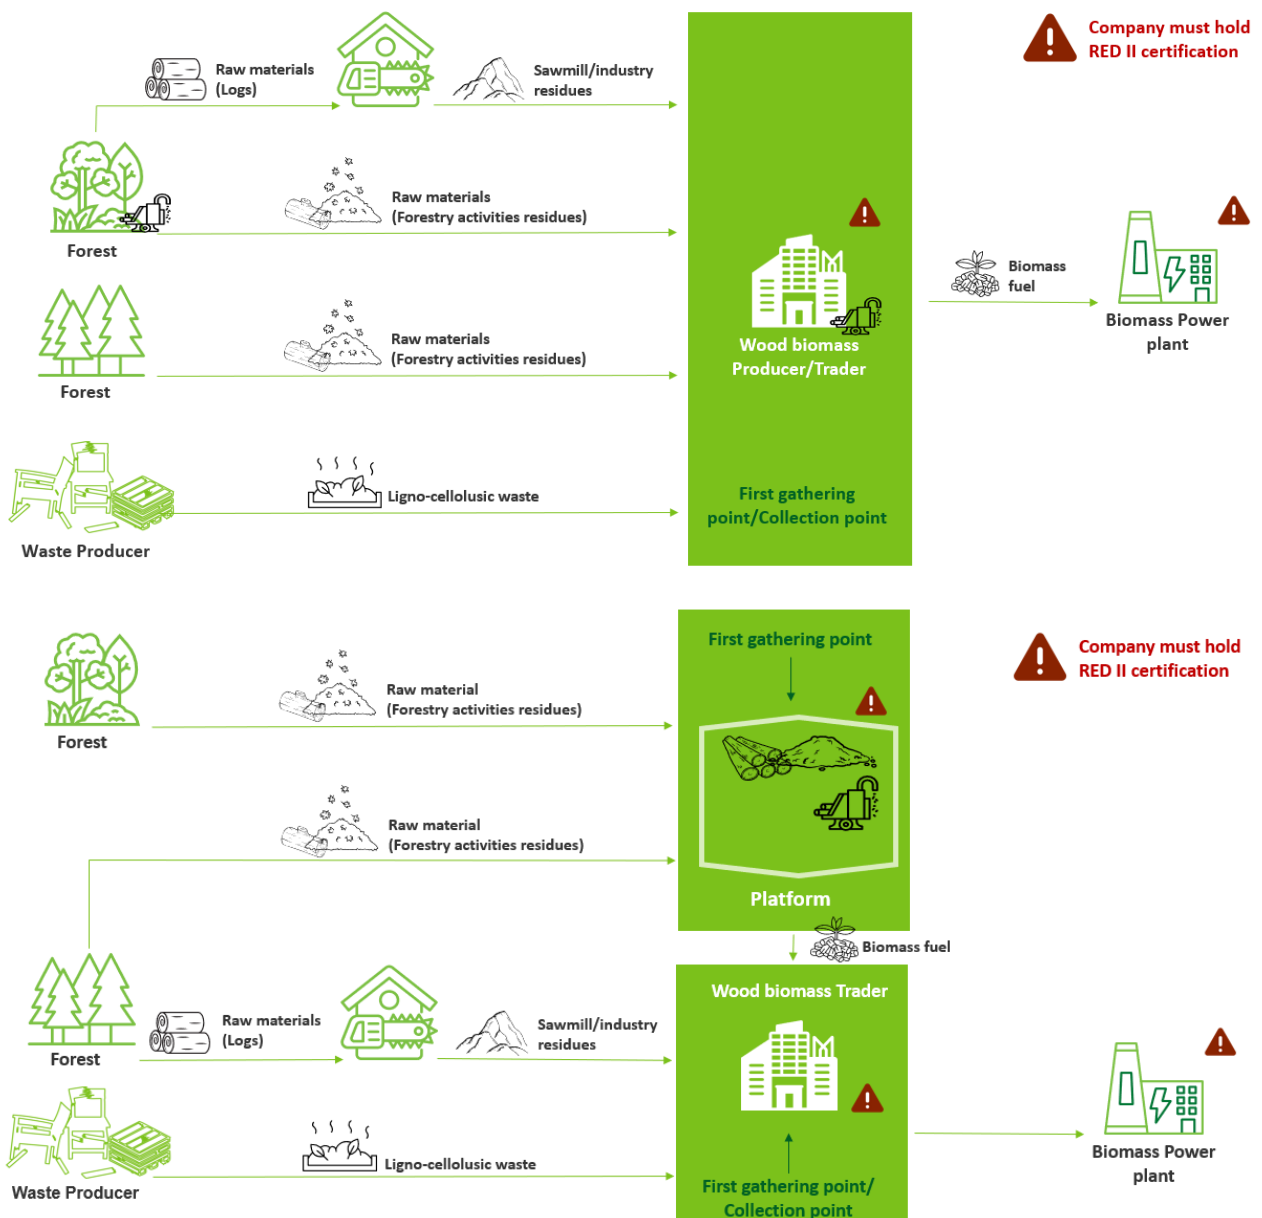 Company must hold
RED II certification
Raw materials
(Logs)
Sawmill/industry
residues
Raw materials
(Forestry activities residues)
Forest
Biomass
fuel
Biomass Power
plant
Raw materials
(Forestry activities residues)
Wood biomass
Producer/Trader
Forest
Ligno-cellolusic waste
First gathering
point/Collection point
Waste Producer
First gathering point
Company must hold
RED II certification
Raw material
(Forestry activities residues)
Forest
Raw material
(Forestry activities residues)
Platform
Biomass fuel
Wood biomass Trader
Raw materials
(Logs)
Sawmill/industry
residues
Forest
Biomass Power
plant
Ligno-cellolusic waste
Waste Producer
First gathering point/
Collection point